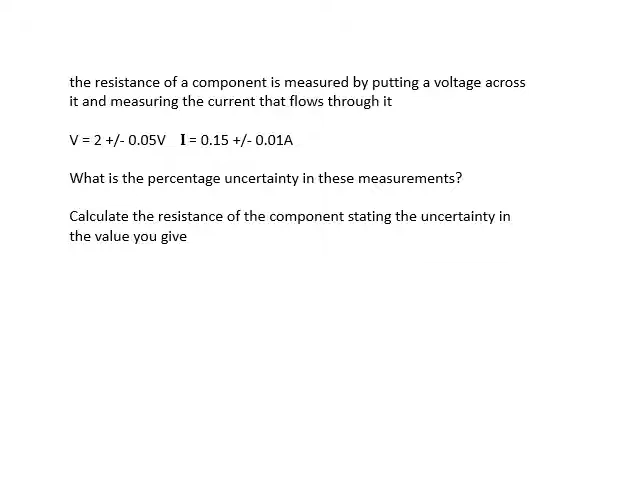 the resistance of a component is measured by putting a voltage across
it and measuring the current that flows through it
V = 2 +/- 0.05V I = 0.15 +/- 0.01A
What is the percentage uncertainty in these measurements?
Calculate the resistance of the component stating the uncertainty in
the value you give